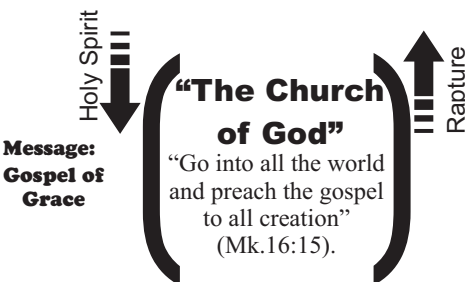 Holy Spirit
Rapture
“The Church
of God”
Message:
Gospel of
Grace
“Go into all the world
and preach the gospel
to all creation”
(Mk.16:15).